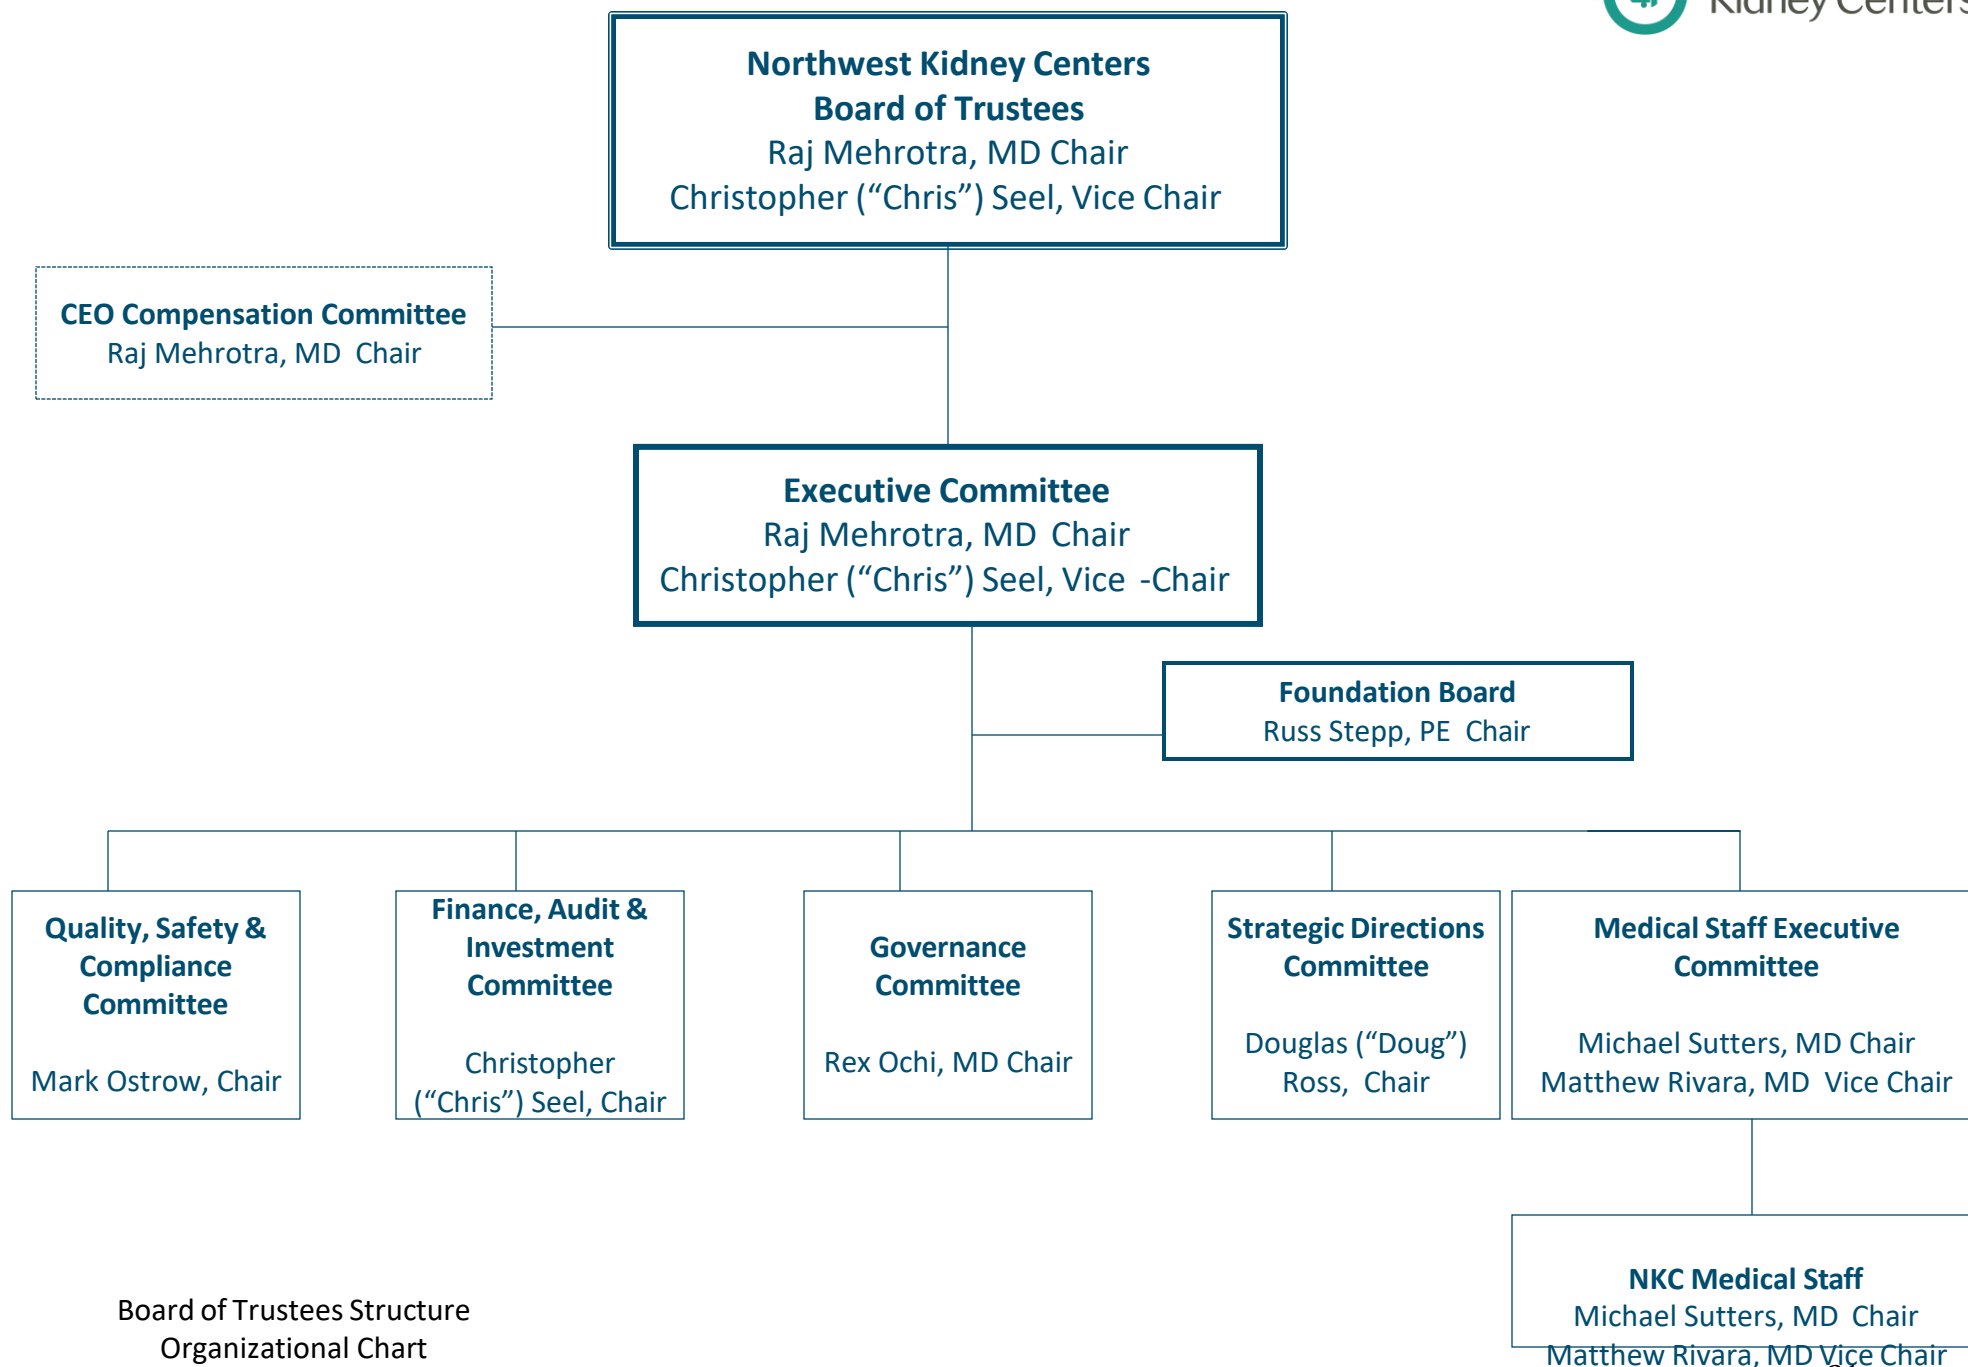 Kidney Centers
Northwest Kidney Centers
Board of Trustees
Raj Mehrotra, MD Chair
Christopher (“Chris”) Seel, Vice Chair
CEO Compensation Committee
Raj Mehrotra, MD Chair
Executive Committee
Raj Mehrotra, MD Chair
Christopher (“Chris”) Seel, Vice -Chair
Foundation Board
Russ Stepp, PE Chair
Quality, Safety &
Compliance
Committee
Mark Ostrow, Chair
Finance, Audit &
Investment
Committee
Christopher
(“Chris”) Seel, Chair
Governance
Committee
Rex Ochi, MD Chair
Strategic Directions
Committee
Douglas (“Doug”)
Ross, Chair
Medical Staff Executive
Committee
Michael Sutters, MD Chair
Matthew Rivara, MD Vice Chair
NKC Medical Staff
Michael Sutters, MD Chair
Matthew Rivara, MD Vice Chair
Board of Trustees Structure
Organizational Chart